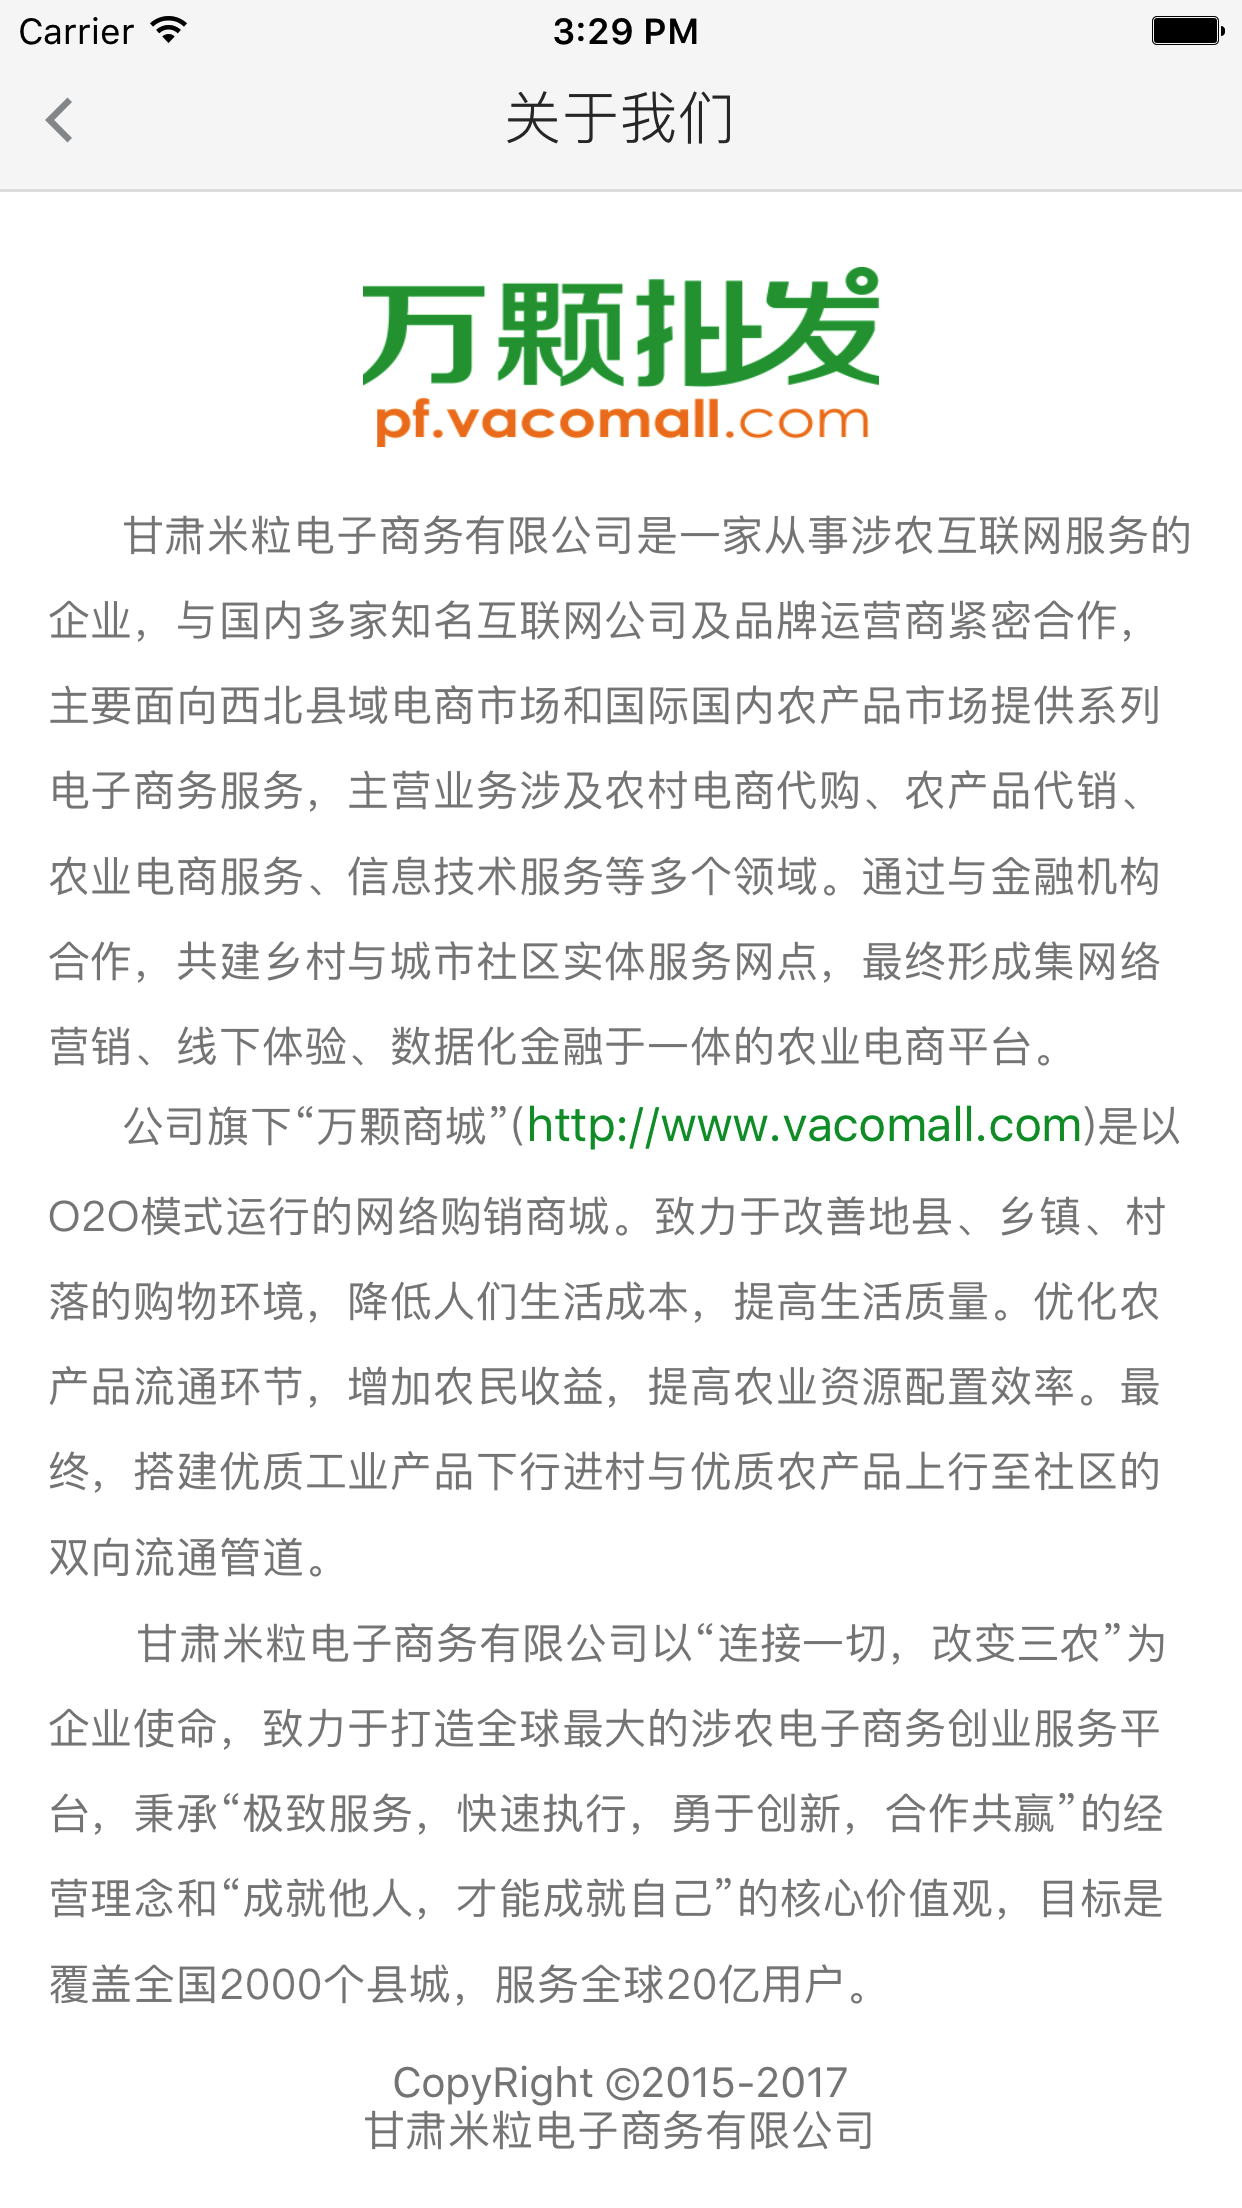 Carrier 3:29 PM
关于我们
万颗批发
pf.vacomall.com
甘肃米粒电子商务有限公司是一家从事涉农互联网服务的
企业，与国内多家知名互联网公司及品牌运营商紧密合作，
主要面向西北县域电商市场和国际国内农产品市场提供系列
电子商务服务，主营业务涉及农村电商代购、农产品代销、
农业电商服务、信息技术服务等多个领域。通过与金融机构
合作，共建乡村与城市社区实体服务网点，最终形成集网络
营销、线下体验、数据化金融于一体的农业电商平台。
公司旗下“万颗商城”(http://www.vacomall.com)是以
O2O模式运行的网络购销商城。致力于改善地县、乡镇、村
落的购物环境，降低人们生活成本，提高生活质量。优化农
产品流通环节，增加农民收益，提高农业资源配置效率。最
终，搭建优质工业产品下行进村与优质农产品上行至社区的
双向流通管道。
甘肃米粒电子商务有限公司以“连接一切，改变三农”为
企业使命，致力于打造全球最大的涉农电子商务创业服务平
台，秉承“极致服务，快速执行，勇于创新，合作共赢”的经
营理念和“成就他人，才能成就自己”的核心价值观，目标是
覆盖全国2000个县城，服务全球20亿用户。
CopyRight ©2015-2017
甘肃米粒电子商务有限公司